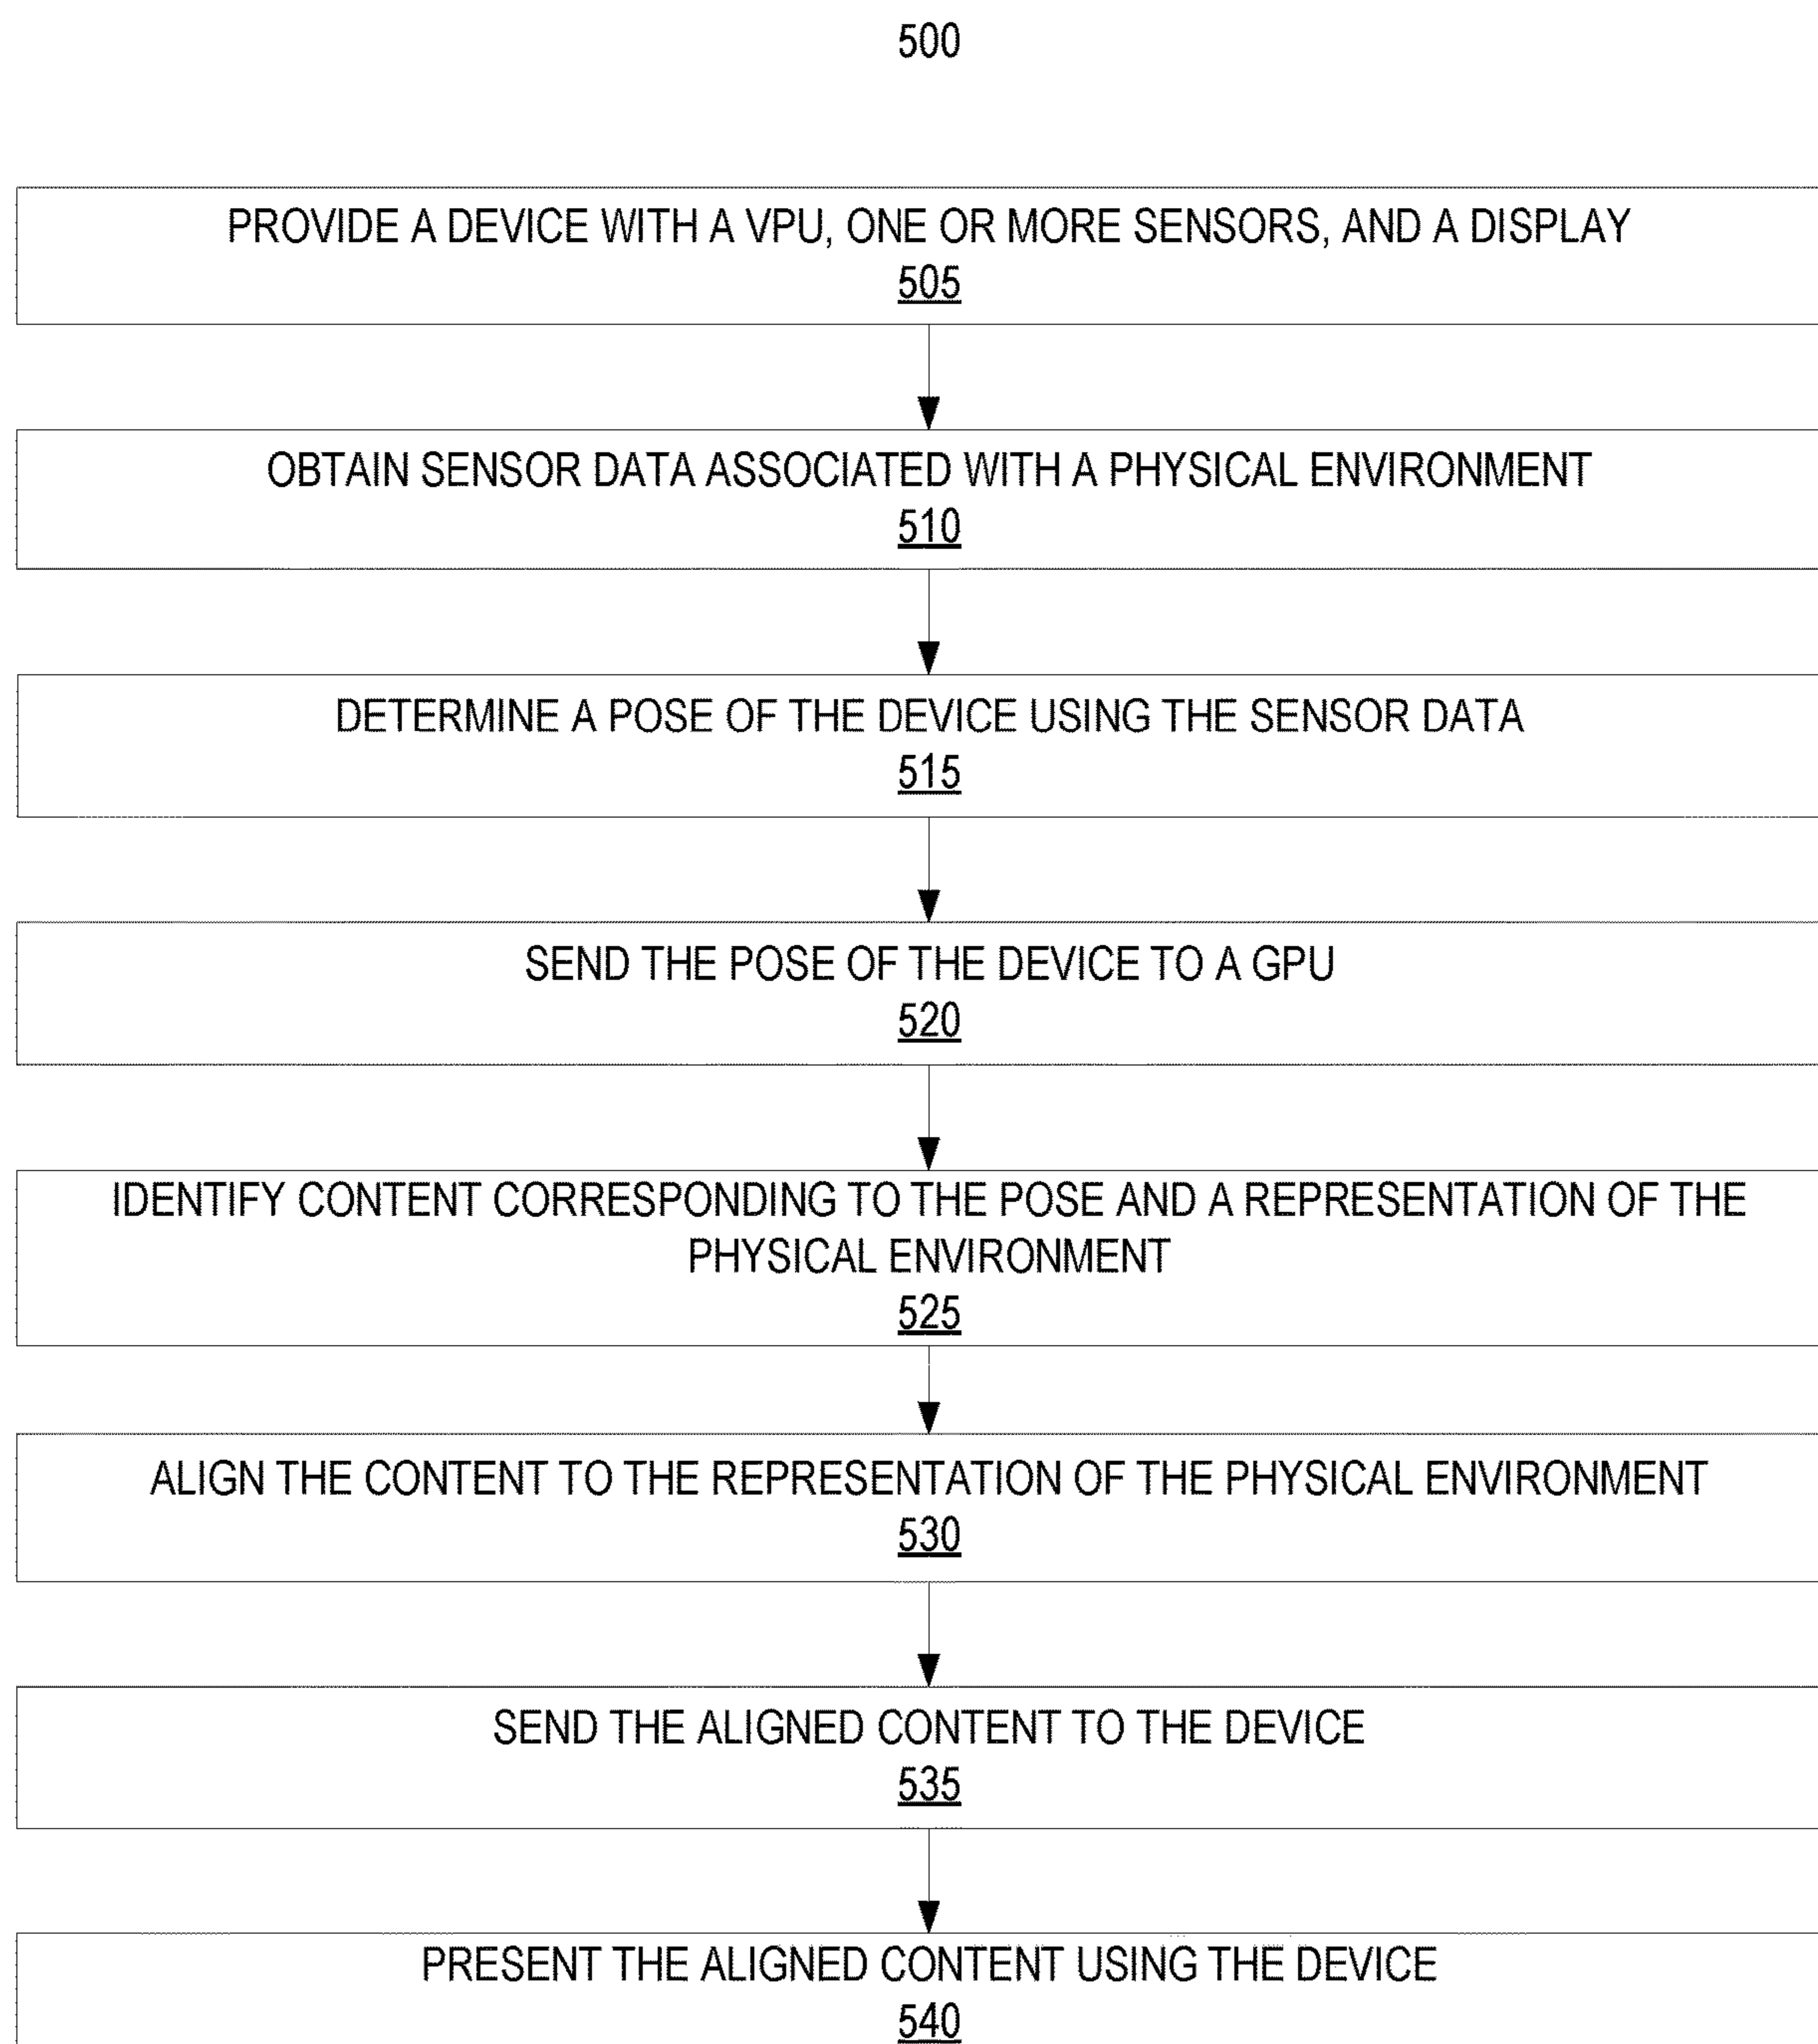 500
PROVIDE A DEVICE WITH A VPU, ONE OR MORE SENSORS, AND A DISPLAY
505
OBTAIN SENSOR DATA ASSOCIATED WITH A PHYSICAL ENVIRONMENT
510
DETERMINE A POSE OF THE DEVICE USING THE SENSOR DATA
515
SEND THE POSE OF THE DEVICE TO A GPU
520
IDENTIFY CONTENT CORRESPONDING TO THE POSE AND A REPRESENTATION OF THE
PHYSICAL ENVIRONMENT
525
ALIGN THE CONTENT TO THE REPRESENTATION OF THE PHYSICAL ENVIRONMENT
530
SEND THE ALIGNED CONTENT TO THE DEVICE
535
PRESENT THE ALIGNED CONTENT USING THE DEVICE
540